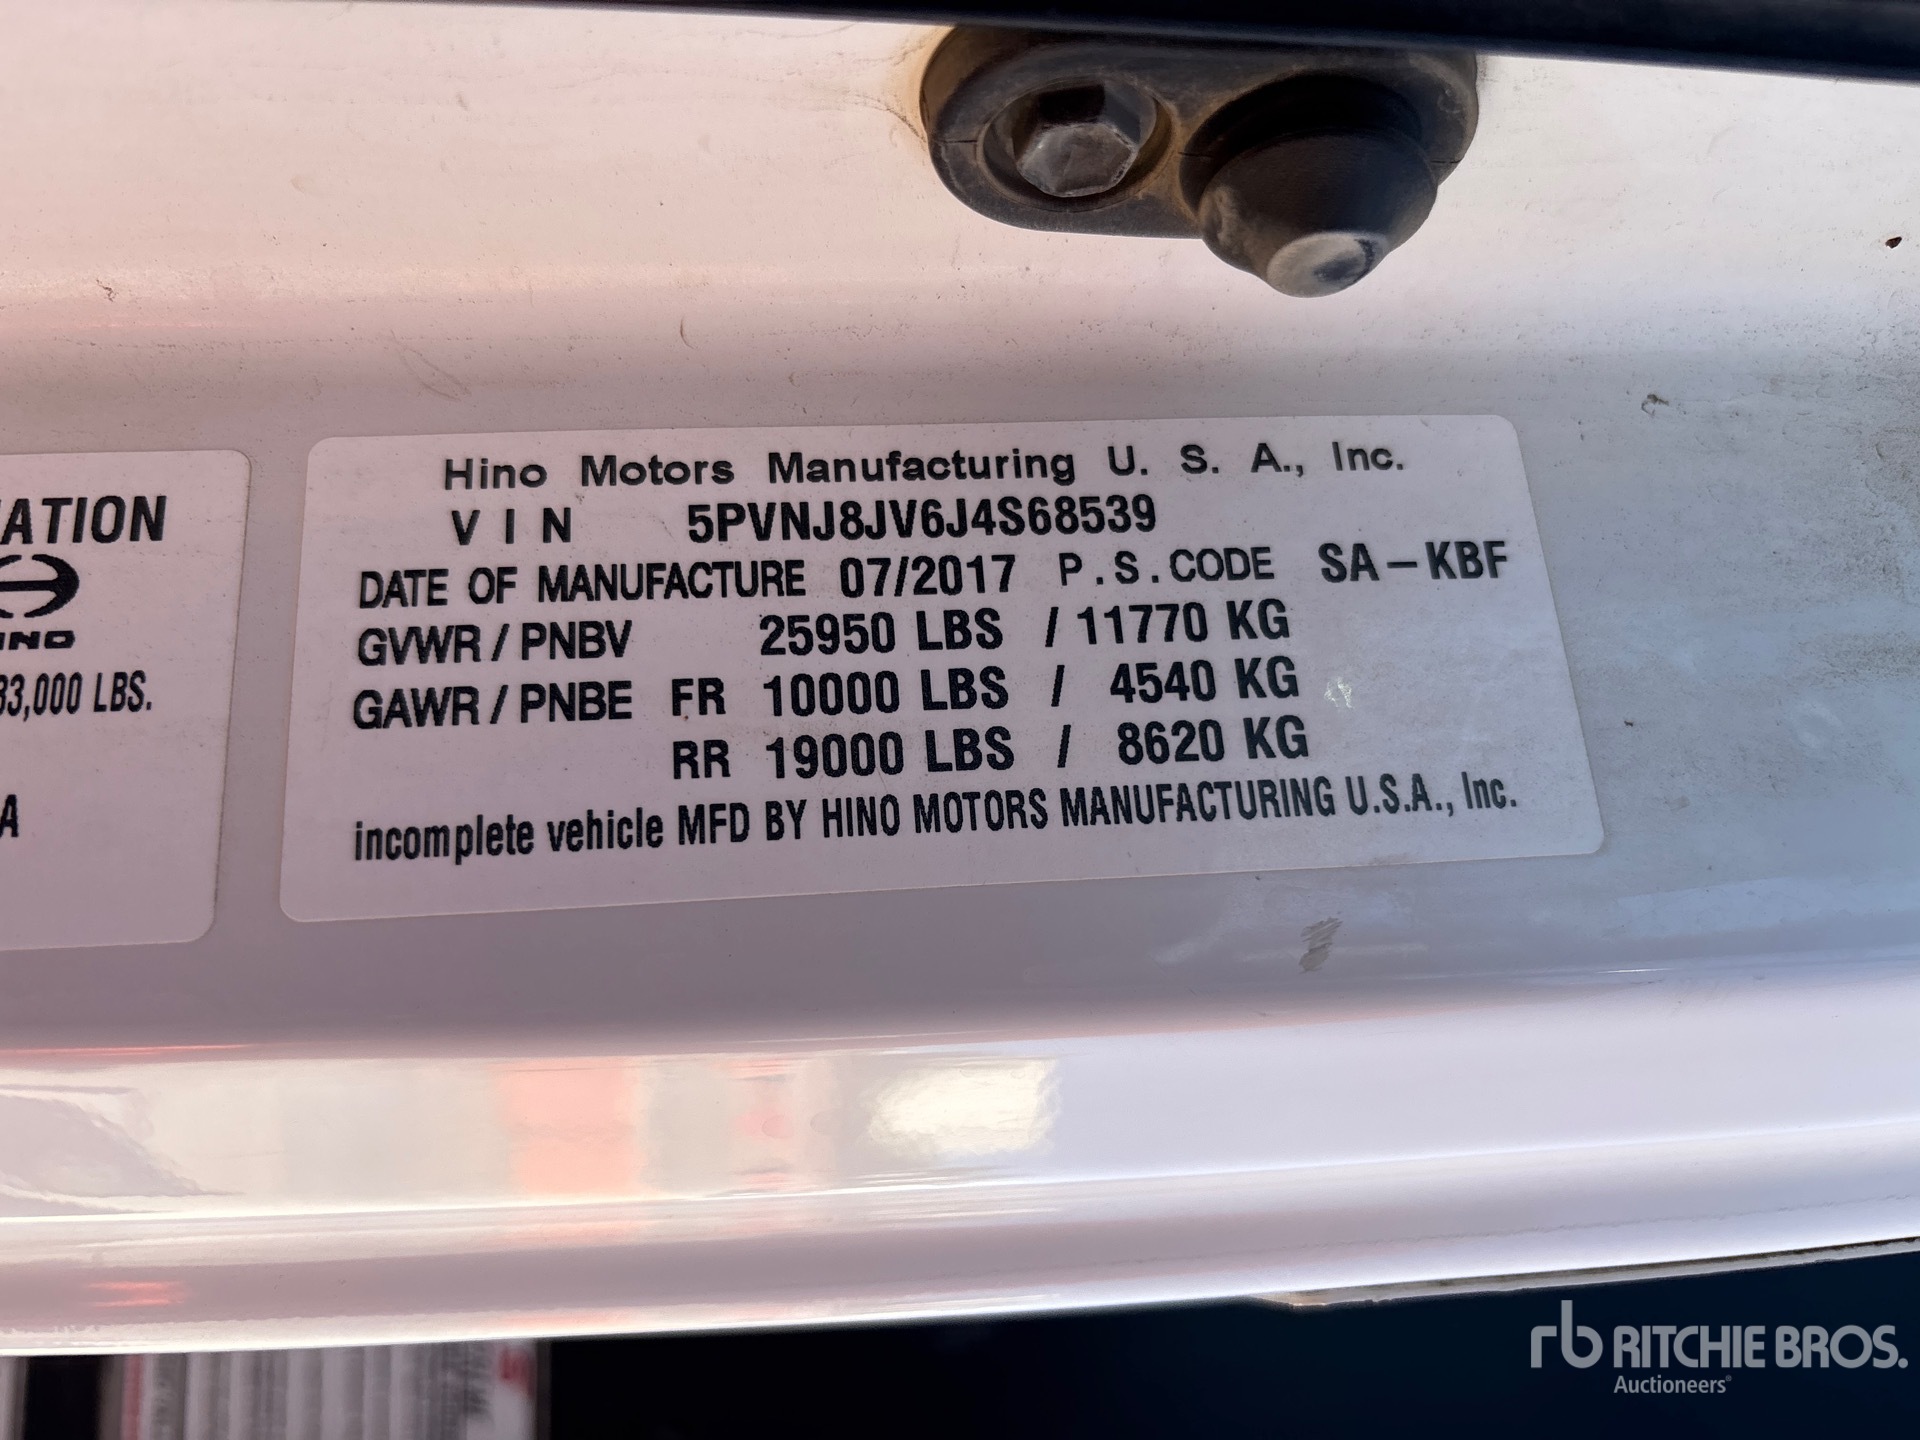 ATION
INO
33,000 LBS.
A
Hino Motors Manufacturing U. S. A., Inc.
VIN 5PVNJ8JV6J4S68539
DATE OF MANUFACTURE 07/2017 P.S.CODE SA-KBF
GVWR / PNBV 25950 LBS / 11770 KG
GAWR / PNBE FR 10000 LBS / 4540 KG
RR 19000 LBS / 8620 KG
incomplete vehicle MFD BY HINO MOTORS MANUFACTURING U.S.A., Inc.
rb RITCHIE BROS.
Auctioneers